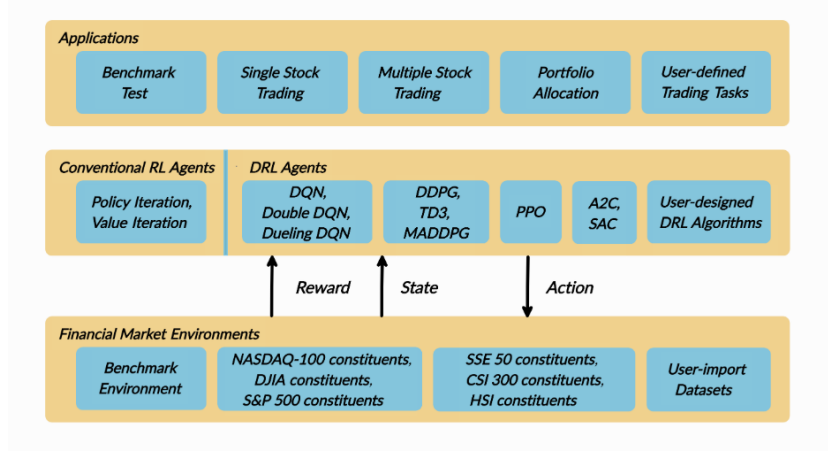 Applications
Benchmark
Test
Single Stock
Trading
Multiple Stock
Trading
Portfolio
Allocation
User-defined
Trading Tasks
Conventional RL Agents
DRL Agents
Policy Iteration,
Value Iteration
DQN,
Double DQN,
Dueling DQN
DDPG,
TD3,
MADDPG
PPO
A2C,
SAC
User-designed
DRL Algorithms
Reward
State
Action
Financial Market Environments
Benchmark
Environment
NASDAQ-100 constituents,
DJIA constituents,
S&P 500 constituents
SSE 50 constituents,
CSI 300 constituents,
HSI constituents
User-import
Datasets